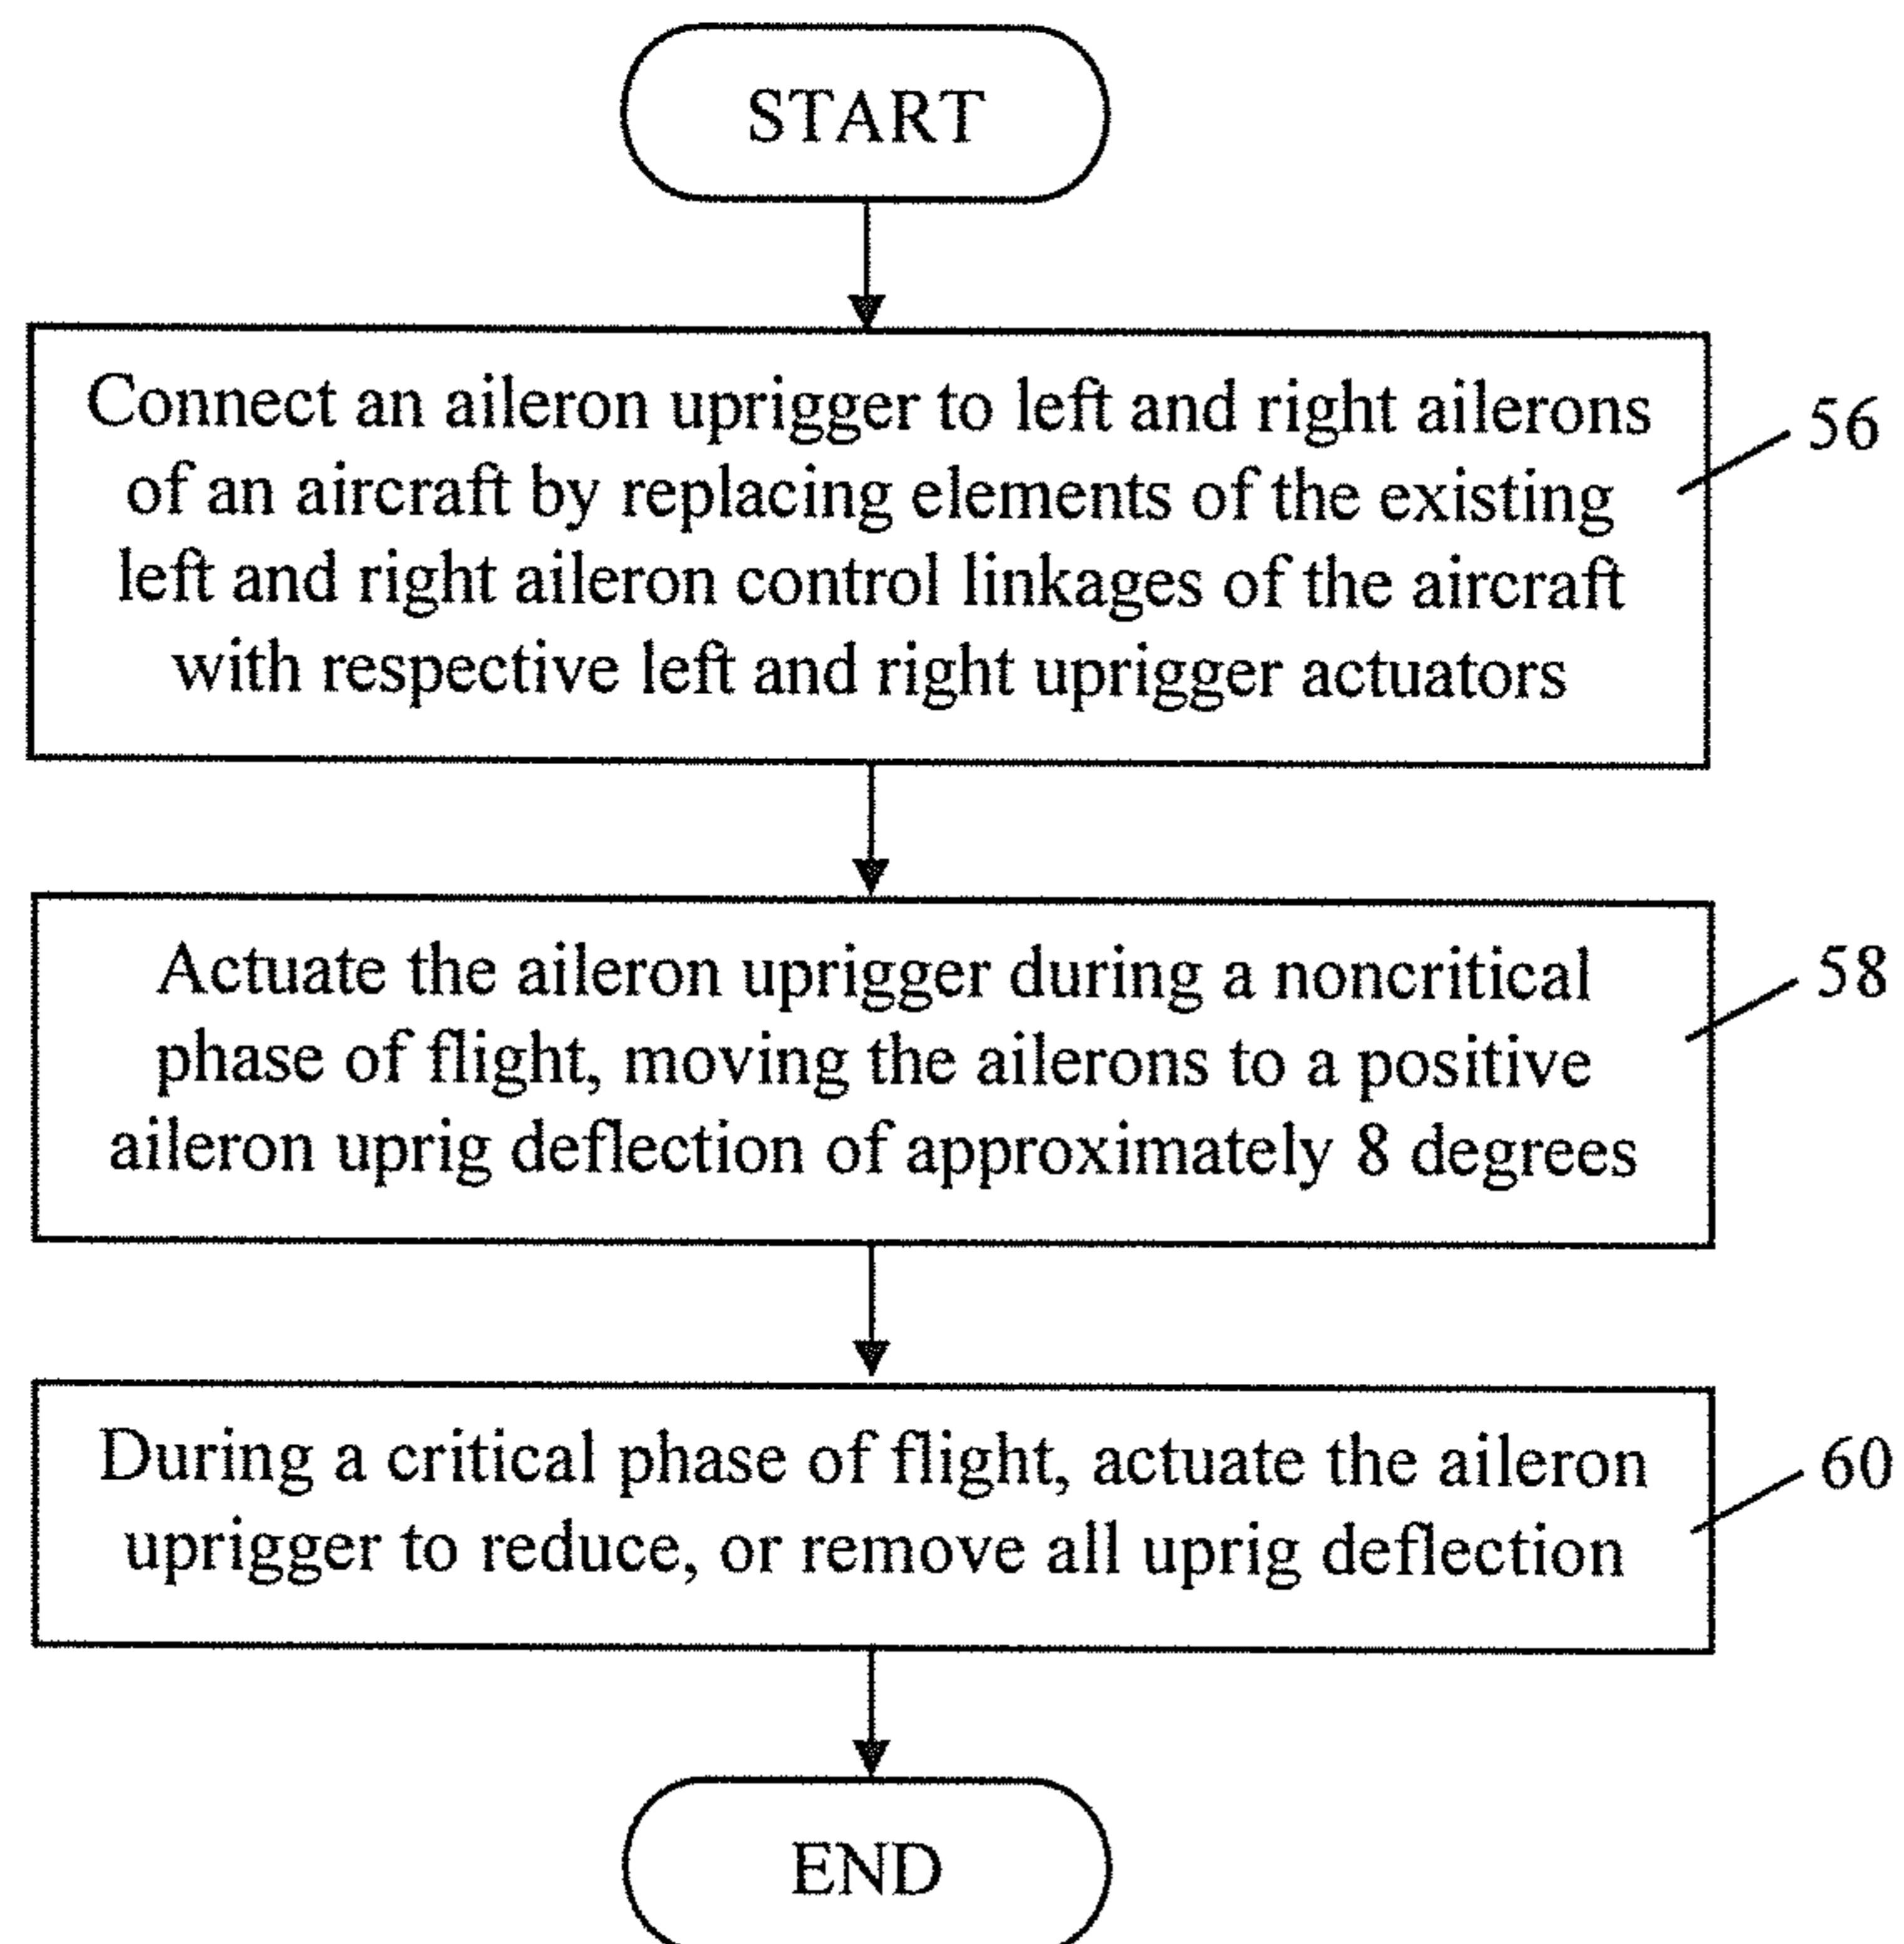 START
Connect an aileron uprigger to left and right ailerons
of an aircraft by replacing elements of the existing
left and right aileron control linkages of the aircraft
with respective left and right uprigger actuators
56
Actuate the aileron uprigger during a noncritical
phase of flight, moving the ailerons to a positive
aileron uprig deflection of approximately 8 degrees
58
During a critical phase of flight, actuate the aileron
uprigger to reduce, or remove all uprig deflection
60
END